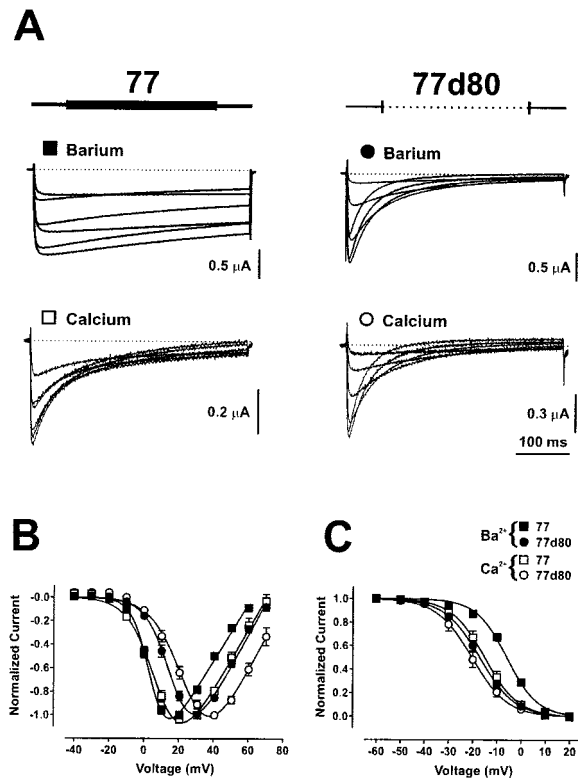 A
77
77d80
■ Barium
● Barium
0.5 µA
0.5 µA
□ Calcium
○ Calcium
0.2 µA
0.3 µA
100 ms
B
C
Ba2+ { ■ 77
● 77d80
Ca2+ { □ 77
○ 77d80
Normalized Current
-0.0
-0.2
-0.4
-0.6
-0.8
-1.0
-40 -20 0 20 40 60 80
Voltage (mV)
Normalized Current
1.0
0.8
0.6
0.4
0.2
0.0
-60 -50 -40 -30 -20 -10 0 10 20
Voltage (mV)